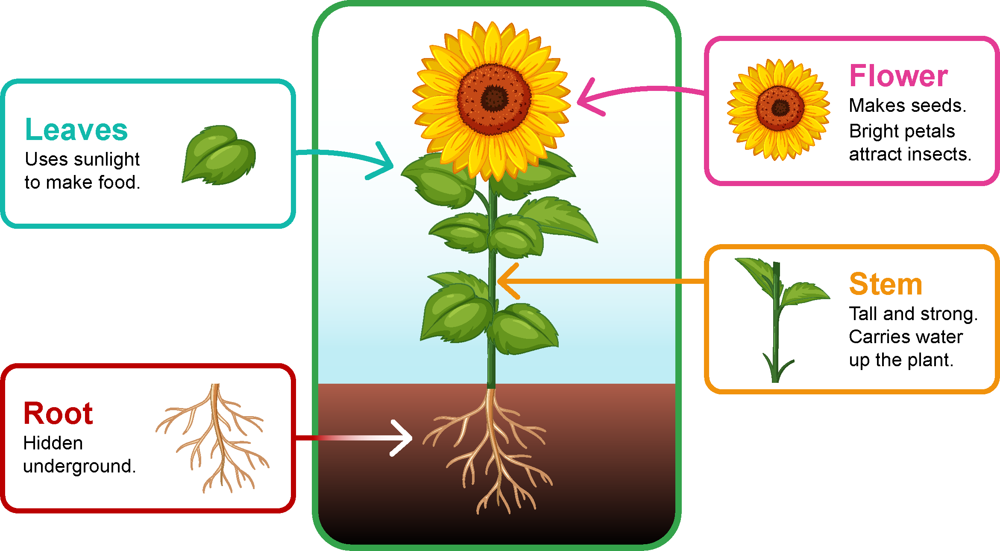 Leaves
Uses sunlight
to make food.
Root
Hidden
underground.
Flower
Makes seeds.
Bright petals
attract insects.
Stem
Tall and strong.
Carries water
up the plant.